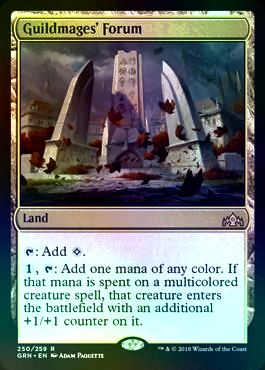 Guildmages' Forum
Land
: Add .
1, : Add one mana of any color. If
that mana is spent on a multicolored
creature spell, that creature enters
the battlefield with an additional
+1/+1 counter on it.
250/259 R
GRN • EN ADAM PAQUETTE
™ & © 2018 Wizards of the Coast